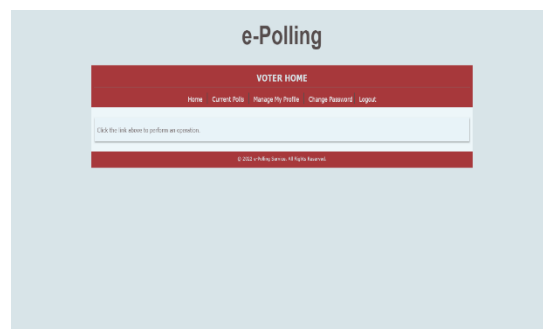 e-Polling
VOTER HOME
Home Current Polls Manage My Profile Change Password Logout
Click the link above to perform an operation.
© 2022 e-Polling Service. All Rights Reserved.